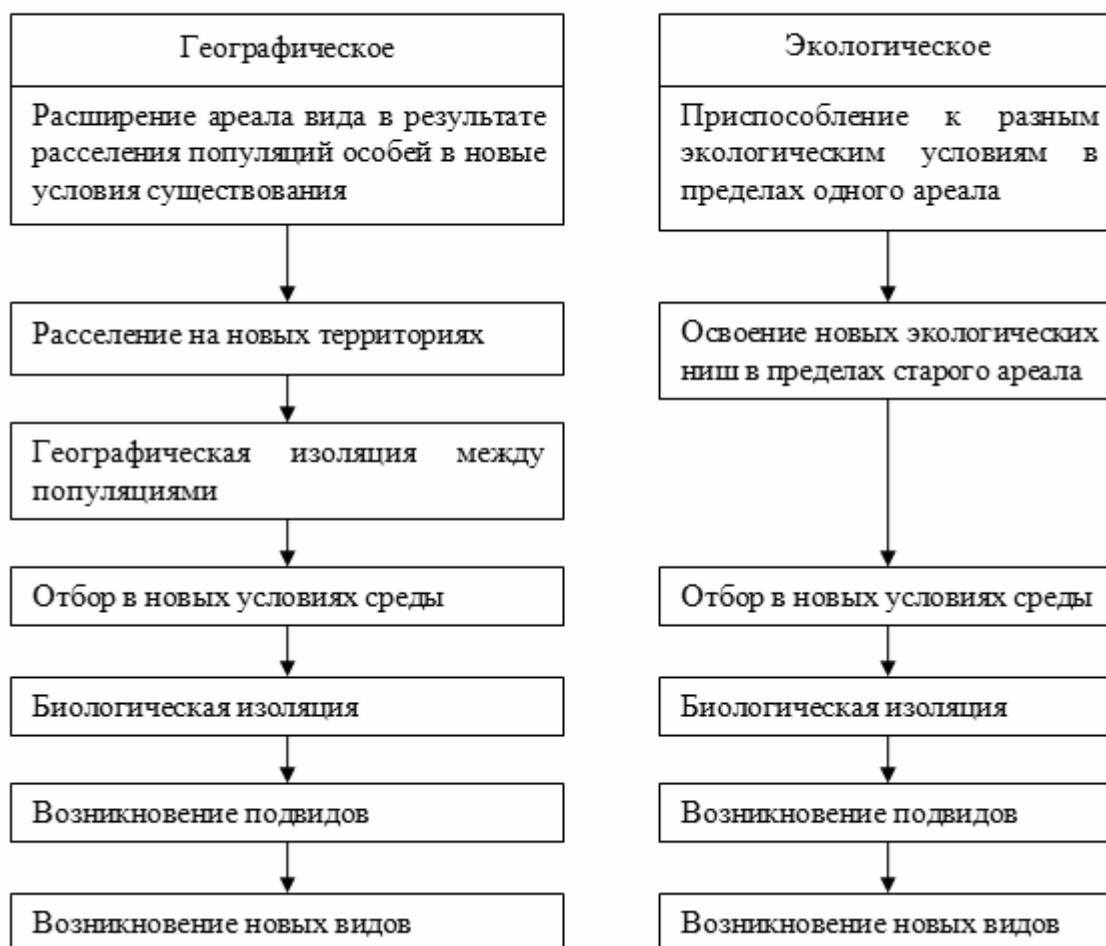 Географическое
Расширение ареала вида в результате
расселения популяций особей в новые
условия существования
Расселение на новых территориях
Географическая изоляция между
популяциями
Отбор в новых условиях среды
Биологическая изоляция
Возникновение подвидов
Возникновение новых видов
Экологическое
Приспособление к разным
экологическим условиям в
пределах одного ареала
Освоение новых экологических
ниш в пределах старого ареала
Отбор в новых условиях среды
Биологическая изоляция
Возникновение подвидов
Возникновение новых видов